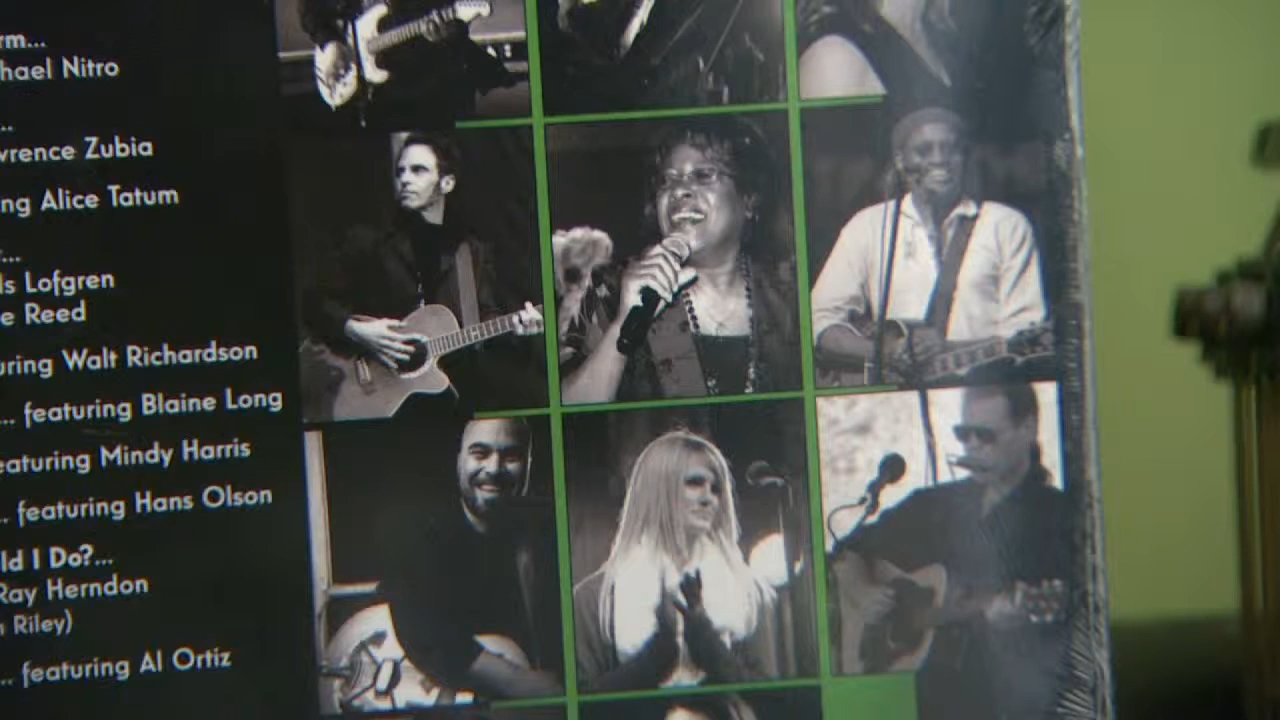 rm...
hael Nitro
...
wrence Zubia
ng Alice Tatum
...
ls Lofgren
e Reed
uring Walt Richardson
... featuring Blaine Long
eaturing Mindy Harris
.. featuring Hans Olson
ld I Do?...
Ray Herndon
n Riley)
.. featuring Al Ortiz